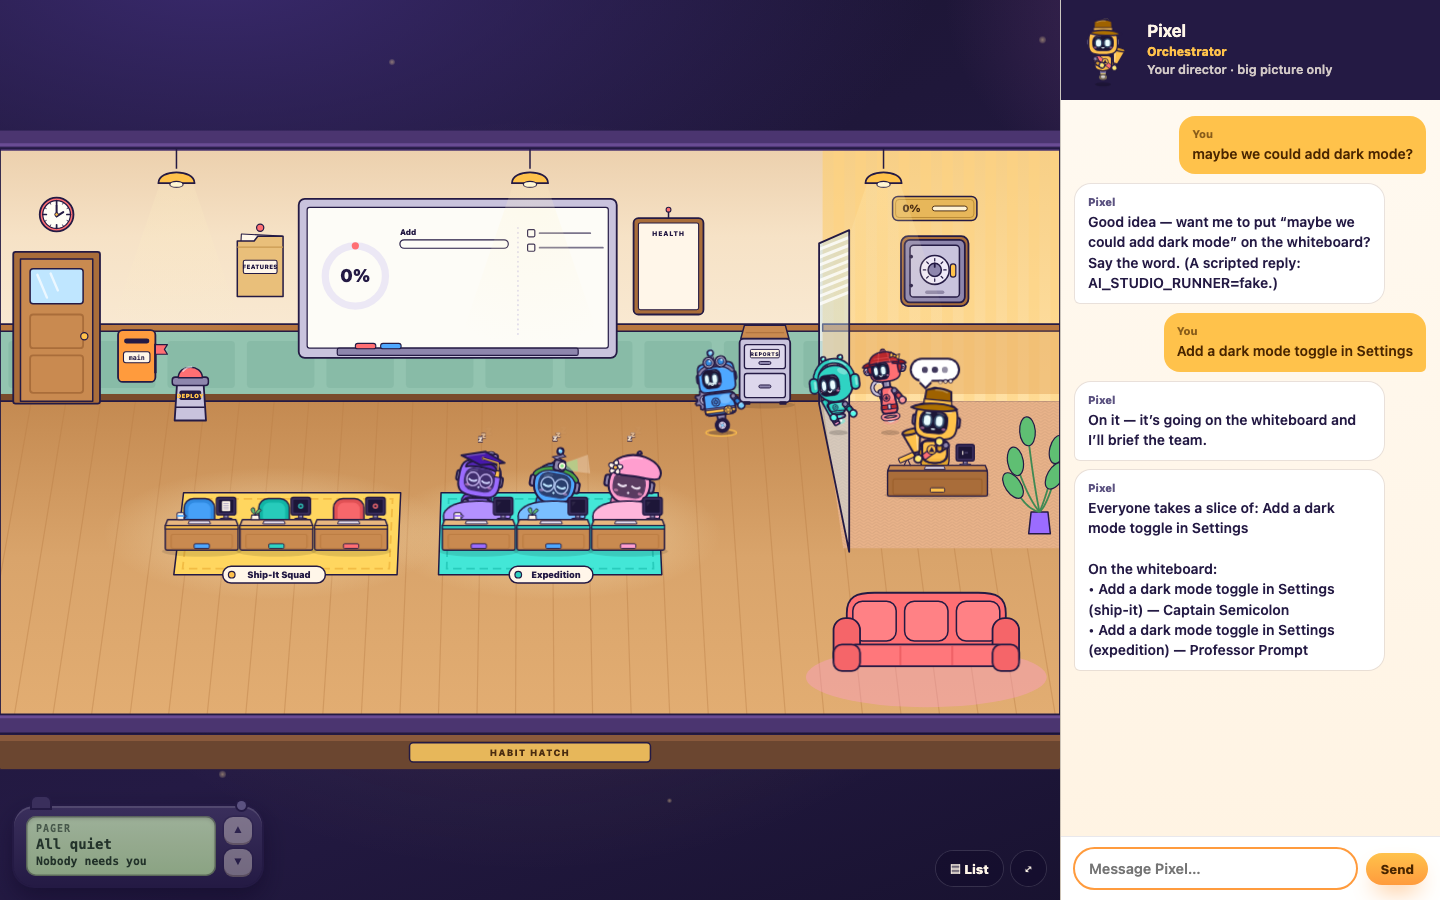 FEATURES
main
DEPLOY
0%
Add
HEALTH
REPORTS
0%
Ship-It Squad
Expedition
HABIT HATCH
PAGER
All quiet
Nobody needs you
▲
▼
List
Pixel
Orchestrator
Your director · big picture only
You
maybe we could add dark mode?
Pixel
Good idea — want me to put “maybe we
could add dark mode” on the whiteboard?
Say the word. (A scripted reply:
AI_STUDIO_RUNNER=fake.)
You
Add a dark mode toggle in Settings
Pixel
On it — it’s going on the whiteboard and
I’ll brief the team.
Pixel
Everyone takes a slice of: Add a dark
mode toggle in Settings
On the whiteboard:
• Add a dark mode toggle in Settings
(ship-it) — Captain Semicolon
• Add a dark mode toggle in Settings
(expedition) — Professor Prompt
Message Pixel...
Send